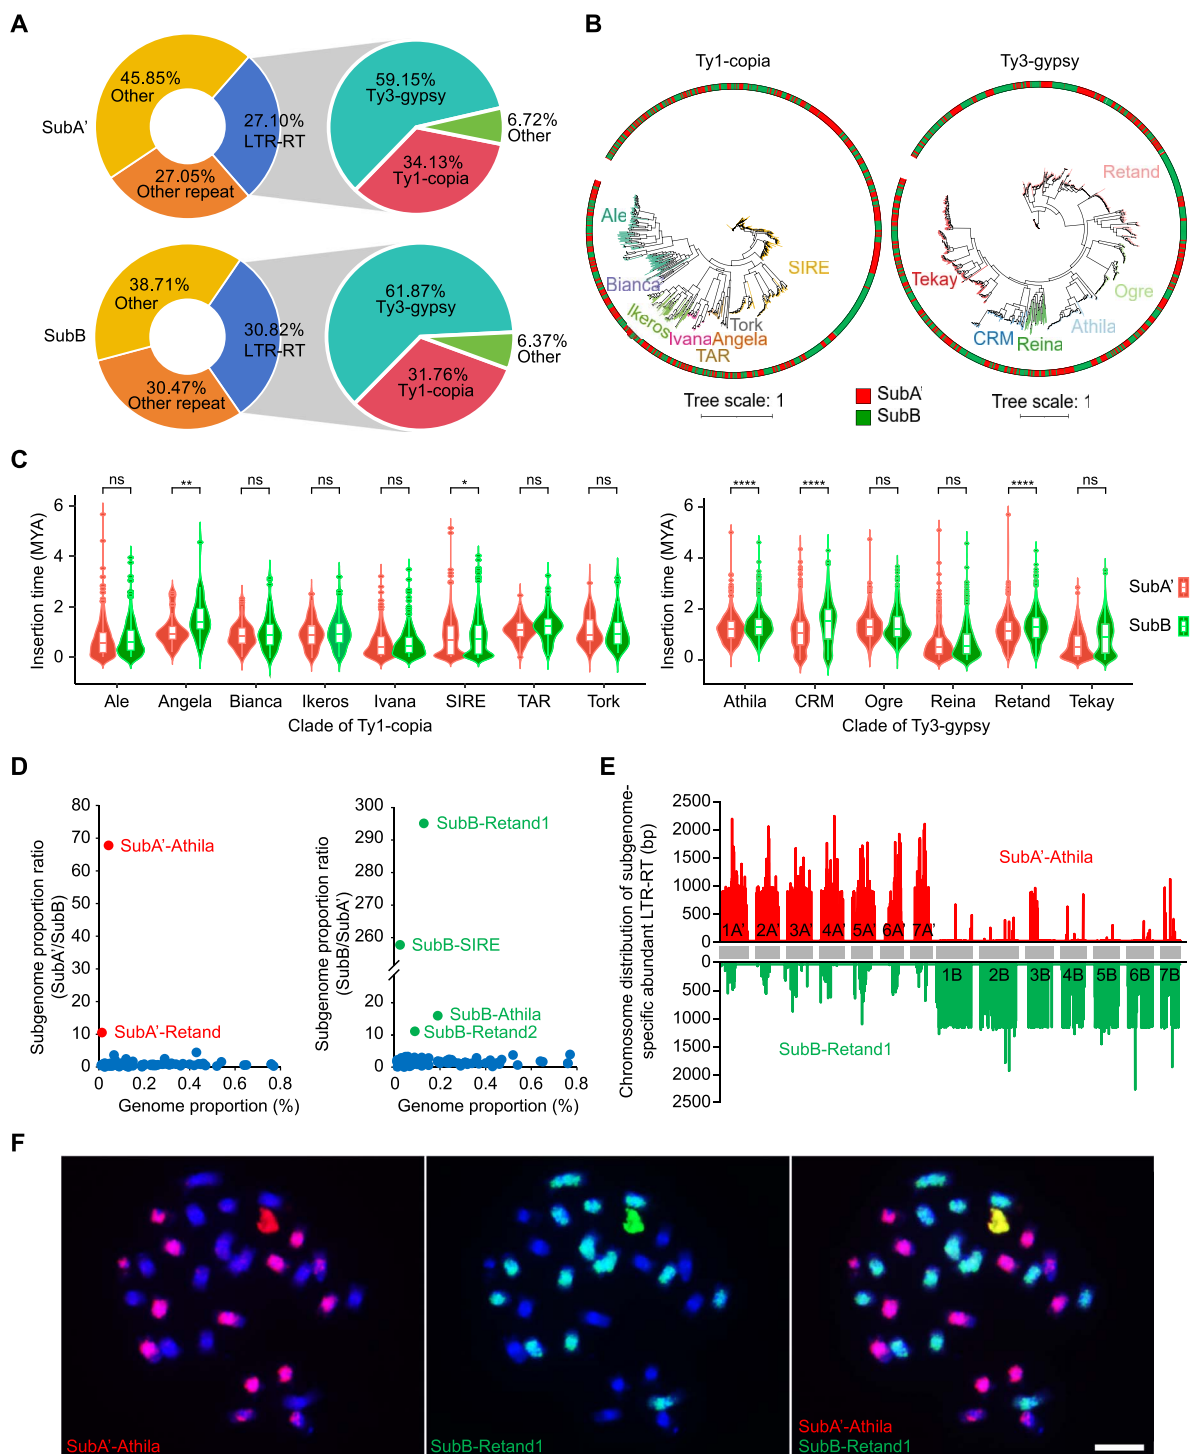 A
45.85%
Other
SubA'
27.10%
LTR-RT
27.05%
Other repeat
59.15%
Ty3-gypsy
6.72%
Other
34.13%
Ty1-copia
38.71%
Other
SubB
30.82%
LTR-RT
30.47%
Other repeat
61.87%
Ty3-gypsy
6.37%
Other
31.76%
Ty1-copia
B
Ty1-copia
Ty3-gypsy
Ale
Bianca
Ikeros
Ivana
TAR
Angela
Tork
SIRE
Retand
Tekay
CRM
Reina
Athila
Ogre
Tree scale: 1
SubA'
SubB
Tree scale: 1
C
Insertion time (MYA)
6
4
2
0
ns ** ns ns ns * ns ns
Ale Angela Bianca Ikeros Ivana SIRE TAR Tork
Clade of Ty1-copia
Insertion time (MYA)
6
4
2
0
**** **** ns ns **** ns
Athila CRM Ogre Reina Retand Tekay
Clade of Ty3-gypsy
SubA'
SubB
D
Subgenome proportion ratio
(SubA'/SubB)
80
70
60
50
40
30
20
10
0
SubA'-Athila
SubA'-Retand
0 0.2 0.4 0.6 0.8
Genome proportion (%)
Subgenome proportion ratio
(SubB/SubA')
300
290
260
20
10
0
SubB-Retand1
SubB-SIRE
SubB-Athila
SubB-Retand2
0 0.2 0.4 0.6 0.8
Genome proportion (%)
E
Chromosome distribution of subgenome-
specific abundant LTR-RT (bp)
2500
2000
1500
1000
500
0
SubA'-Athila
1A' 2A' 3A' 4A' 5A' 6A' 7A'
0
500
1000
1500
2000
2500
1B 2B 3B 4B 5B 6B 7B
SubB-Retand1
F
SubA'-Athila
SubB-Retand1
SubA'-Athila
SubB-Retand1